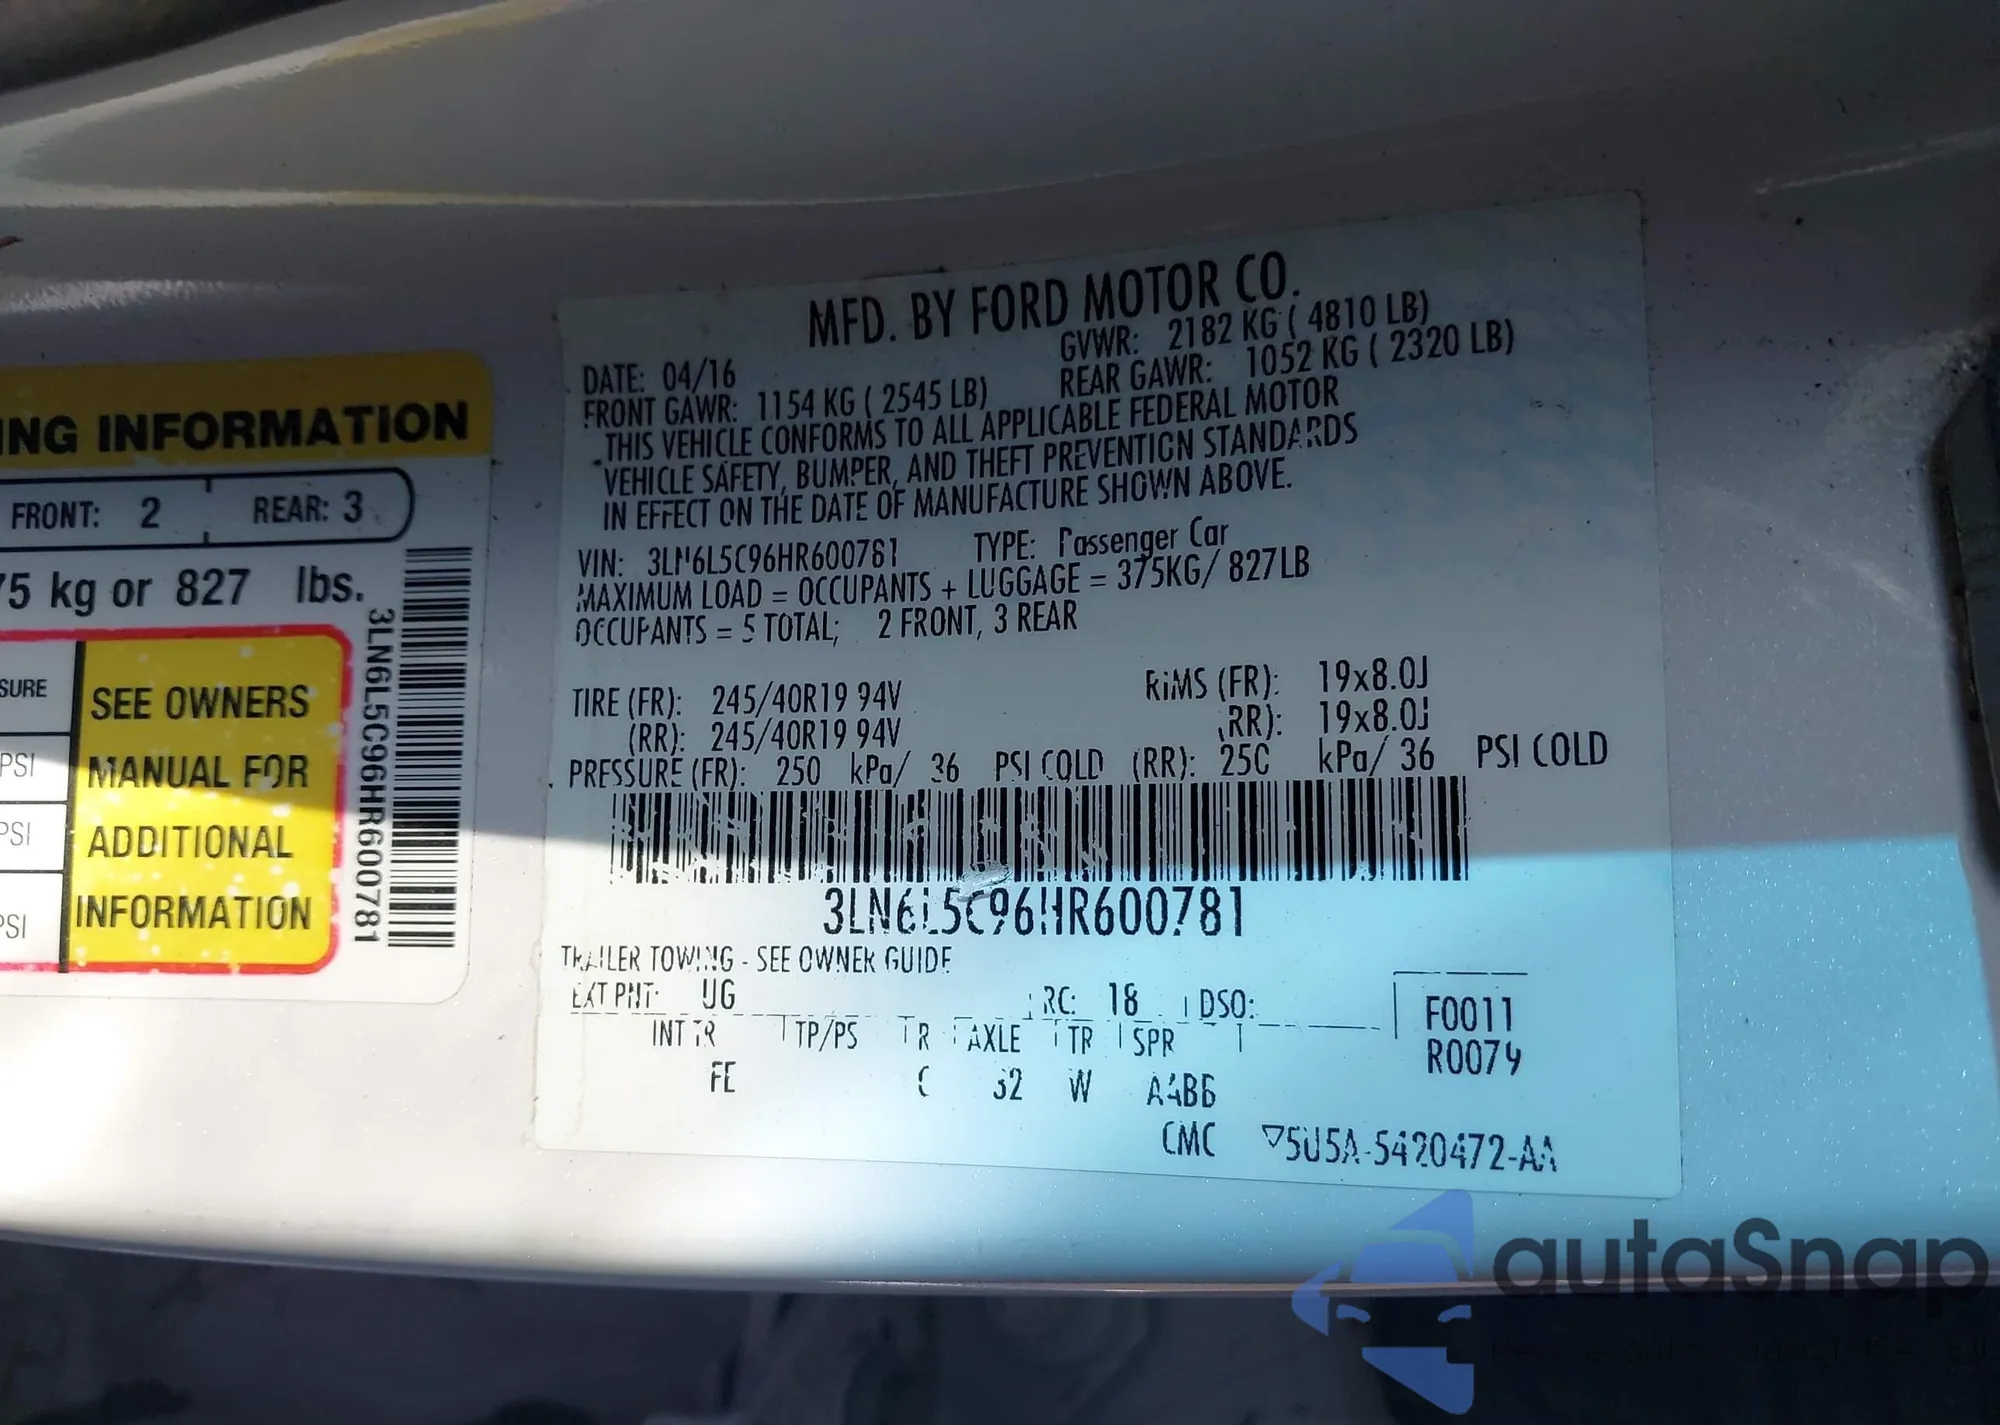 ING INFORMATION
FRONT: 2 REAR: 3
75 kg or 827 lbs.
SURE
PSI
PSI
PSI
SEE OWNERS
MANUAL FOR
ADDITIONAL
INFORMATION
3LN6L5C96HR600781
MFD. BY FORD MOTOR CO.
DATE: 04/16 GVWR: 2182 KG ( 4810 LB)
FRONT GAWR: 1154 KG ( 2545 LB) REAR GAWR: 1052 KG ( 2320 LB)
THIS VEHICLE CONFORMS TO ALL APPLICABLE FEDERAL MOTOR
VEHICLE SAFETY, BUMPER, AND THEFT PREVENTION STANDARDS
IN EFFECT ON THE DATE OF MANUFACTURE SHOWN ABOVE.
VIN: 3LN6L5C96HR600781 TYPE: Passenger Car
MAXIMUM LOAD = OCCUPANTS + LUGGAGE = 375KG/ 827LB
OCCUPANTS = 5 TOTAL; 2 FRONT, 3 REAR
TIRE (FR): 245/40R19 94V RIMS (FR): 19x8.0J
(RR): 245/40R19 94V (RR): 19x8.0J
PRESSURE (FR): 250 kPa/ 36 PSI COLD (RR): 250 kPa/ 36 PSI COLD
3LN6L5C96HR600781
TRAILER TOWING - SEE OWNER GUIDE
EXT PNT: UG RC: 18 DSO:
INT TR TP/PS R AXLE TR SPR
FE C 32 W A4BB
F0011
R0079
CMC ▽5U5A-5420472-AA
autaSnap